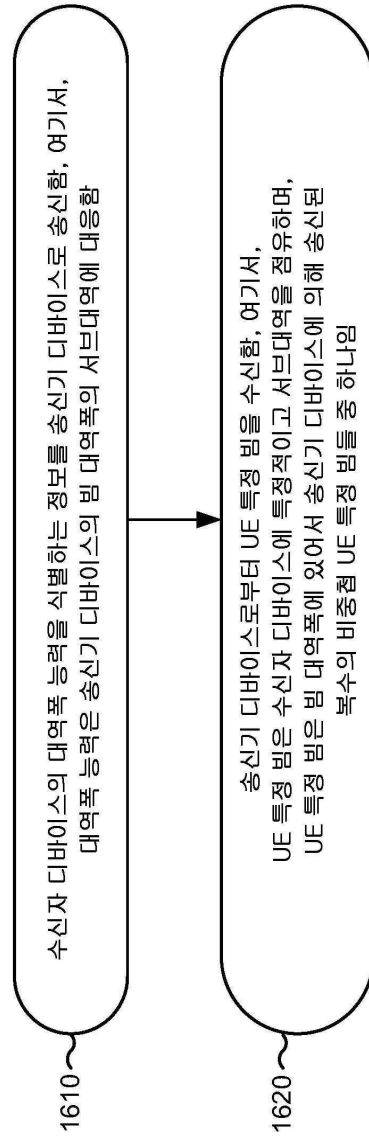 1610
수신자 디바이스의 대역폭 능력을 식별하는 정보를 송신기 디바이스로 송신함, 여기서,
대역폭 능력은 송신기 디바이스의 빔 대역폭의 서브대역에 대응함
1620
송신기 디바이스로부터 UE 특정 빔을 수신함, 여기서,
UE 특정 빔은 수신자 디바이스에 특정적이고 서브대역을 점유하며,
UE 특정 빔은 빔 대역폭에 있어서 송신기 디바이스에 의해 송신된
복수의 비중첩 UE 특정 빔들 중 하나임